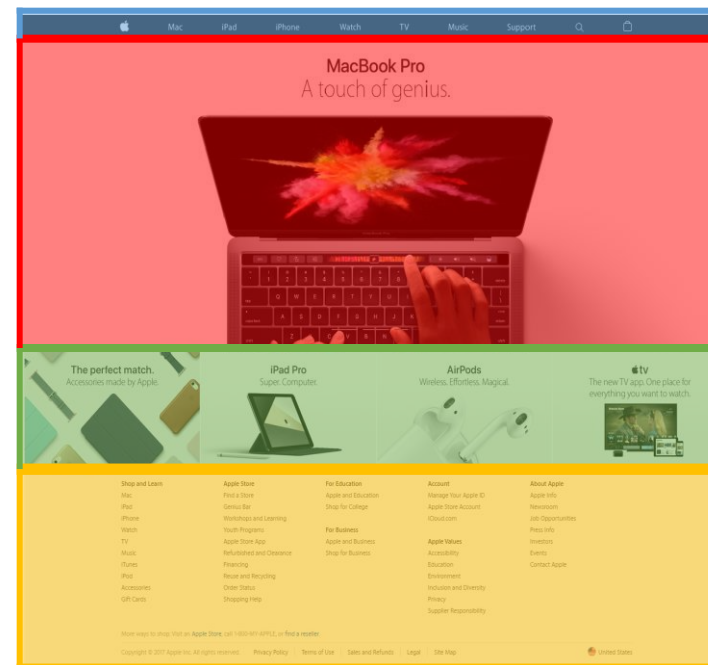 Mac iPad iPhone Watch TV Music Support
MacBook Pro
A touch of genius.
The perfect match.
Accessories made by Apple.
iPad Pro
Super. Computer.
AirPods
Wireless. Effortless. Magical.
tv
The new TV app. One place for
everything you want to watch.
Shop and Learn
Mac
iPad
iPhone
Watch
TV
Music
iTunes
iPod
Accessories
Gift Cards
Apple Store
Find a Store
Genius Bar
Workshops and Learning
Youth Programs
Apple Store App
Refurbished and Clearance
Financing
Reuse and Recycling
Order Status
Shopping Help
For Education
Apple and Education
Shop for College
For Business
Apple and Business
Shop for Business
Account
Manage Your Apple ID
Apple Store Account
iCloud.com
Apple Values
Accessibility
Education
Environment
Inclusion and Diversity
Privacy
Supplier Responsibility
About Apple
Apple Info
Newsroom
Job Opportunities
Press Info
Investors
Events
Contact Apple
More ways to shop: Visit an Apple Store, call 1-800-MY-APPLE, or find a reseller.
Copyright © 2017 Apple Inc. All rights reserved. Privacy Policy Terms of Use Sales and Refunds Legal Site Map United States